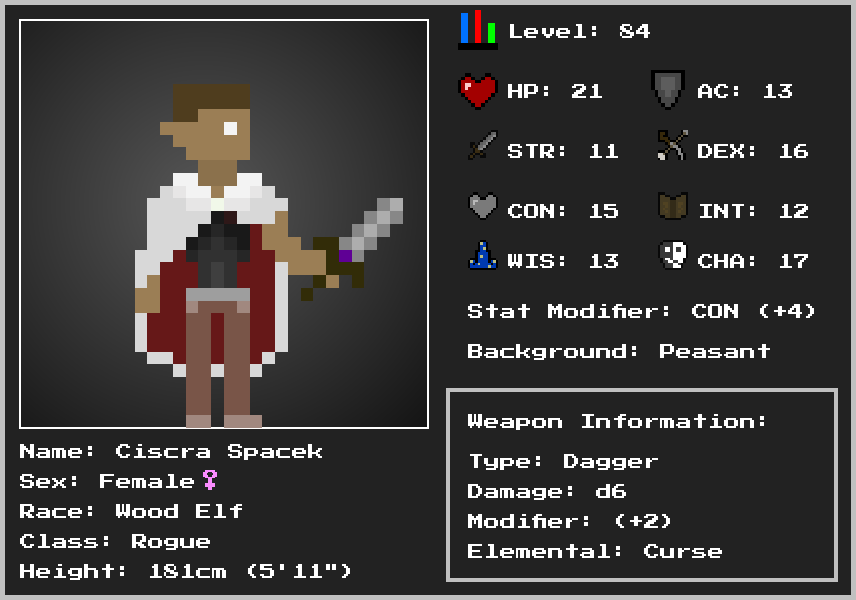 Level: 84
HP: 21
AC: 13
STR: 11
DEX: 16
CON: 15
INT: 12
WIS: 13
CHA: 17
Stat Modifier: CON (+4)
Background: Peasant
Weapon Information:
Type: Dagger
Damage: d6
Modifier: (+2)
Elemental: Curse
Name: Ciscra Spacek
Sex: Female♀
Race: Wood Elf
Class: Rogue
Height: 181cm (5'11")